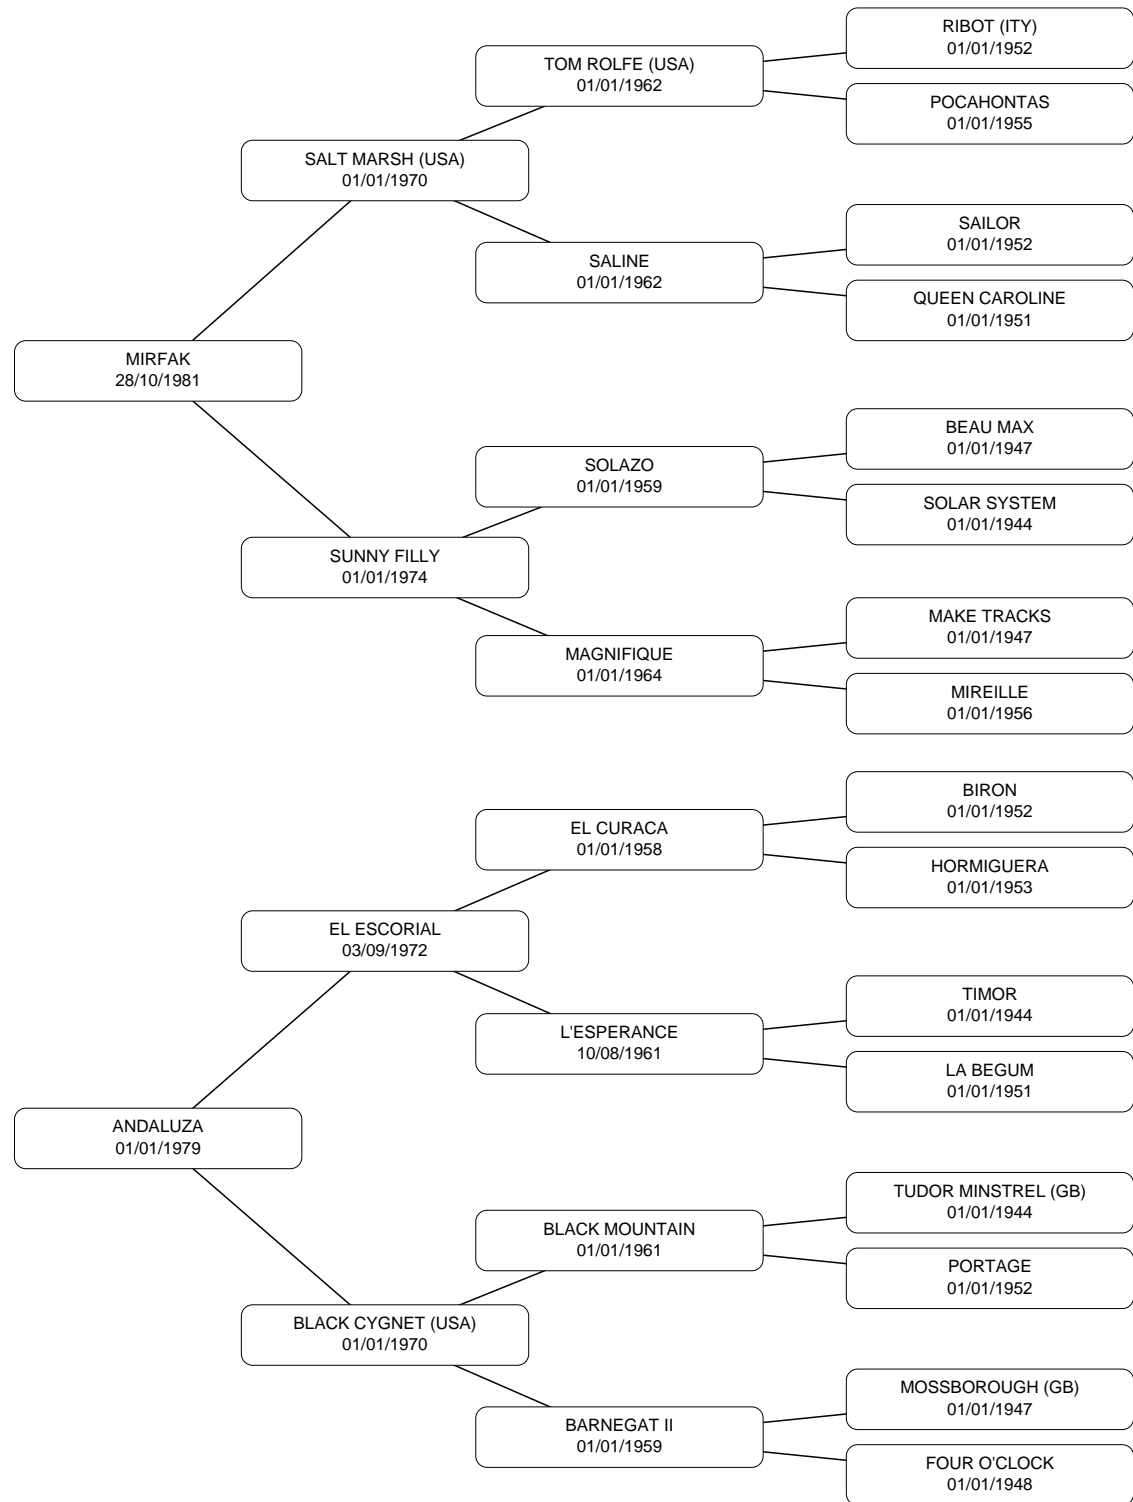 RIBOT (ITY)
01/01/1952
TOM ROLFE (USA)
01/01/1962
POCAHONTAS
01/01/1955
SALT MARSH (USA)
01/01/1970
SAILOR
01/01/1952
SALINE
01/01/1962
QUEEN CAROLINE
01/01/1951
MIRFAK
28/10/1981
BEAU MAX
01/01/1947
SOLAZO
01/01/1959
SOLAR SYSTEM
01/01/1944
SUNNY FILLY
01/01/1974
MAKE TRACKS
01/01/1947
MAGNIFIQUE
01/01/1964
MIREILLE
01/01/1956
BIRON
01/01/1952
EL CURACA
01/01/1958
HORMIGUERA
01/01/1953
EL ESCORIAL
03/09/1972
TIMOR
01/01/1944
L'ESPERANCE
10/08/1961
LA BEGUM
01/01/1951
ANDALUZA
01/01/1979
TUDOR MINSTREL (GB)
01/01/1944
BLACK MOUNTAIN
01/01/1961
PORTAGE
01/01/1952
BLACK CYGNET (USA)
01/01/1970
MOSSBOROUGH (GB)
01/01/1947
BARNEGAT II
01/01/1959
FOUR O'CLOCK
01/01/1948